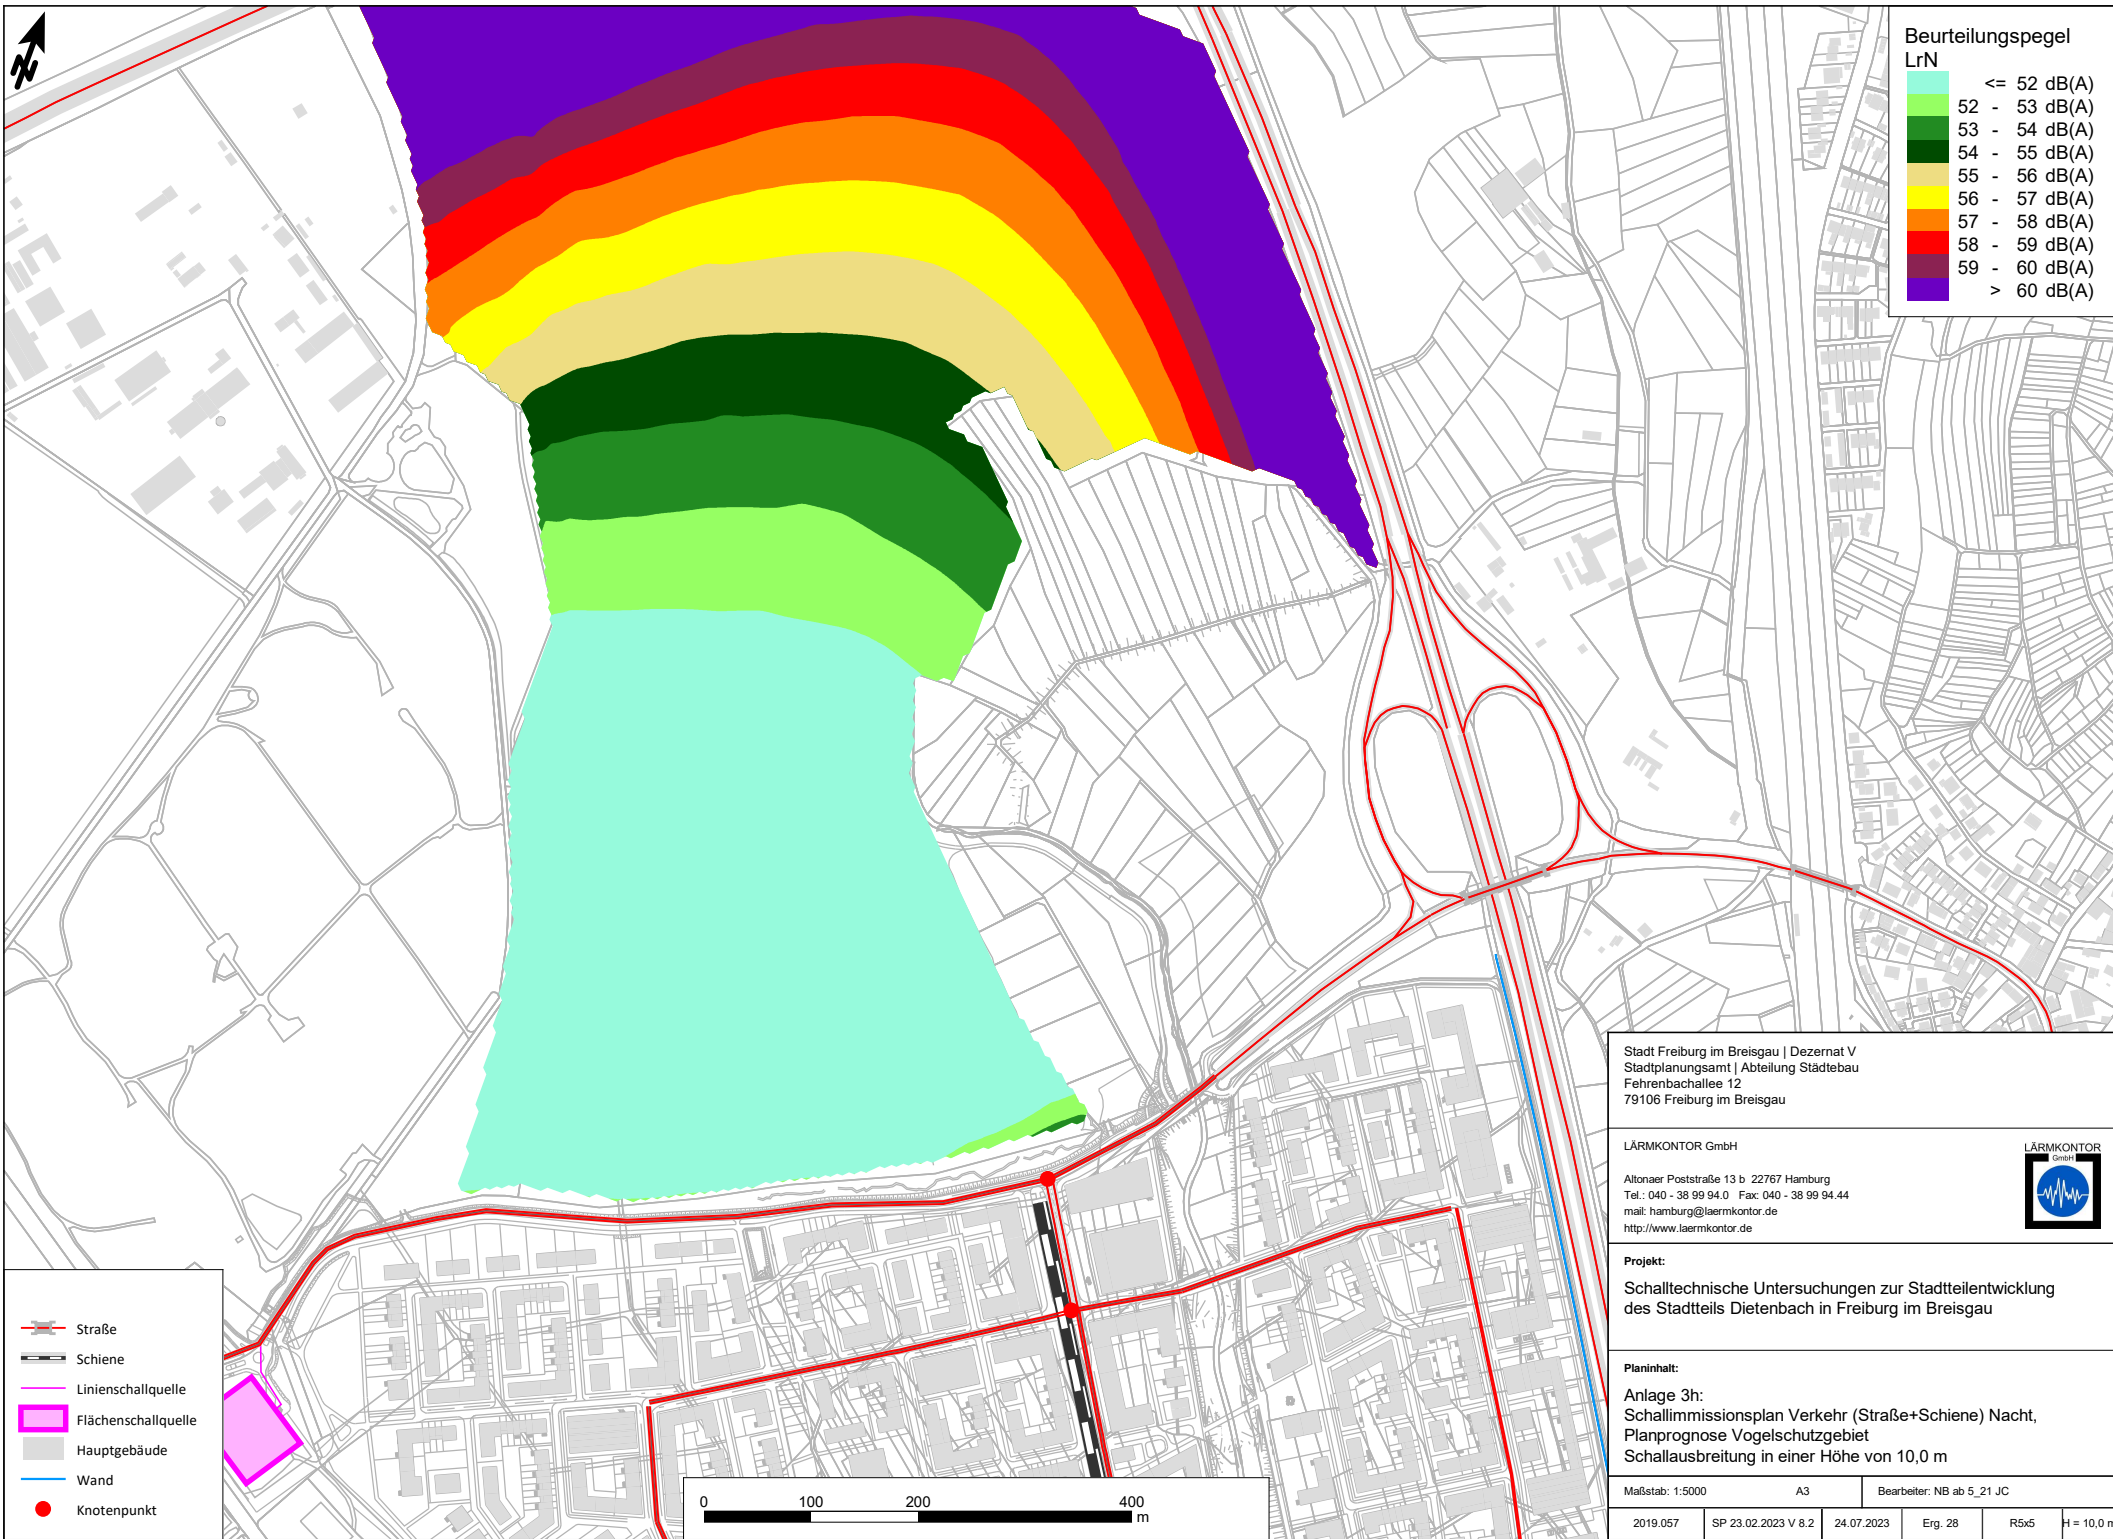 N
Beurteilungspegel
LrN
<= 52 dB(A)
52 - 53 dB(A)
53 - 54 dB(A)
54 - 55 dB(A)
55 - 56 dB(A)
56 - 57 dB(A)
57 - 58 dB(A)
58 - 59 dB(A)
59 - 60 dB(A)
> 60 dB(A)
Stadt Freiburg im Breisgau | Dezernat V
Stadtplanungsamt | Abteilung Städtebau
Fehrenbachallee 12
79106 Freiburg im Breisgau
LÄRMKONTOR GmbH
Altonaer Poststraße 13 b 22767 Hamburg
Tel.: 040 - 38 99 94.0 Fax: 040 - 38 99 94.44
mail: hamburg@laermkontor.de
http://www.laermkontor.de
LÄRMKONTOR
GmbH
Projekt:
Schalltechnische Untersuchungen zur Stadtteilentwicklung
des Stadtteils Dietenbach in Freiburg im Breisgau
Planinhalt:
Anlage 3h:
Schallimmissionsplan Verkehr (Straße+Schiene) Nacht,
Planprognose Vogelschutzgebiet
Schallausbreitung in einer Höhe von 10,0 m
Maßstab: 1:5000 A3 Bearbeiter: NB ab 5_21 JC
2019.057 SP 23.02.2023 V 8.2 24.07.2023 Erg. 28 R5x5 H = 10,0 m
Straße
Schiene
Linienschallquelle
Flächenschallquelle
Hauptgebäude
Wand
Knotenpunkt
0 100 200 400
m